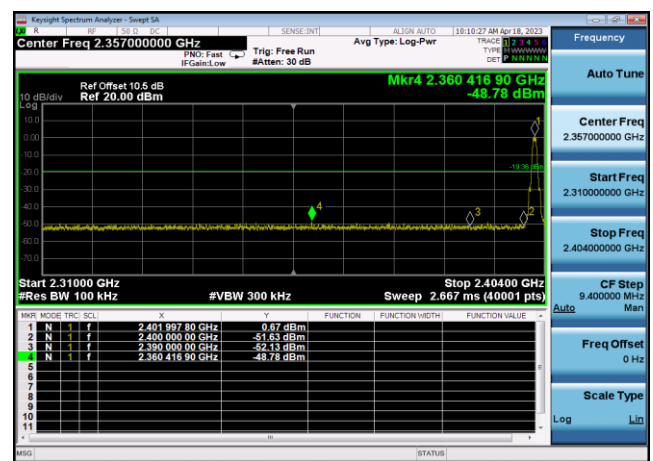 Keysight Spectrum Analyzer - Swept SA
R RF 50 Ω DC SENSE:INT ALIGN AUTO 10:10:27 AM Apr 18, 2023
Center Freq 2.357000000 GHz
PNO: Fast
IFGain:Low
Trig: Free Run
#Atten: 30 dB
Avg Type: Log-Pwr
TRACE 1 2 3 4 5 6
TYPE MWWWWW
DET P N N N N N
Ref Offset 10.5 dB
Ref 20.00 dBm
Mkr4 2.360 416 90 GHz
-48.78 dBm
10 dB/div
Log
10.0
0.00
-10.0
-20.0
-30.0
-40.0
-50.0
-60.0
-70.0
1
-19.36 dBm
4
3
2
Start 2.31000 GHz
Stop 2.40400 GHz
#Res BW 100 kHz
#VBW 300 kHz
Sweep 2.667 ms (40001 pts)
MKR MODE TRC SCL X Y FUNCTION FUNCTION WIDTH FUNCTION VALUE
1 N 1 f 2.401 997 80 GHz 0.67 dBm
2 N 1 f 2.400 000 00 GHz -51.63 dBm
3 N 1 f 2.390 000 00 GHz -52.13 dBm
4 N 1 f 2.360 416 90 GHz -48.78 dBm
5
6
7
8
9
10
11
MSG
STATUS
Frequency
Auto Tune
Center Freq
2.357000000 GHz
Start Freq
2.310000000 GHz
Stop Freq
2.404000000 GHz
CF Step
9.400000 MHz
Auto Man
Freq Offset
0 Hz
Scale Type
Log Lin